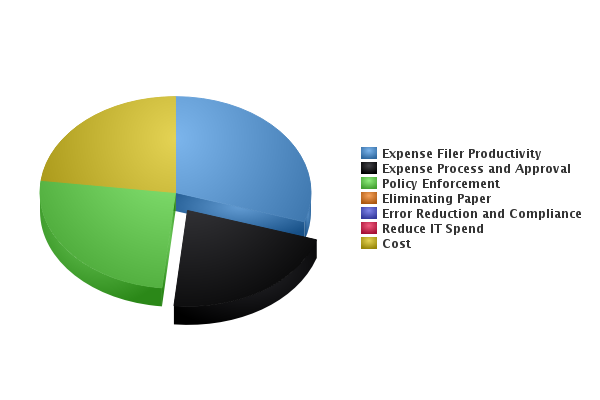 Expense Filer Productivity
Expense Process and Approval
Policy Enforcement
Eliminating Paper
Error Reduction and Compliance
Reduce IT Spend
Cost